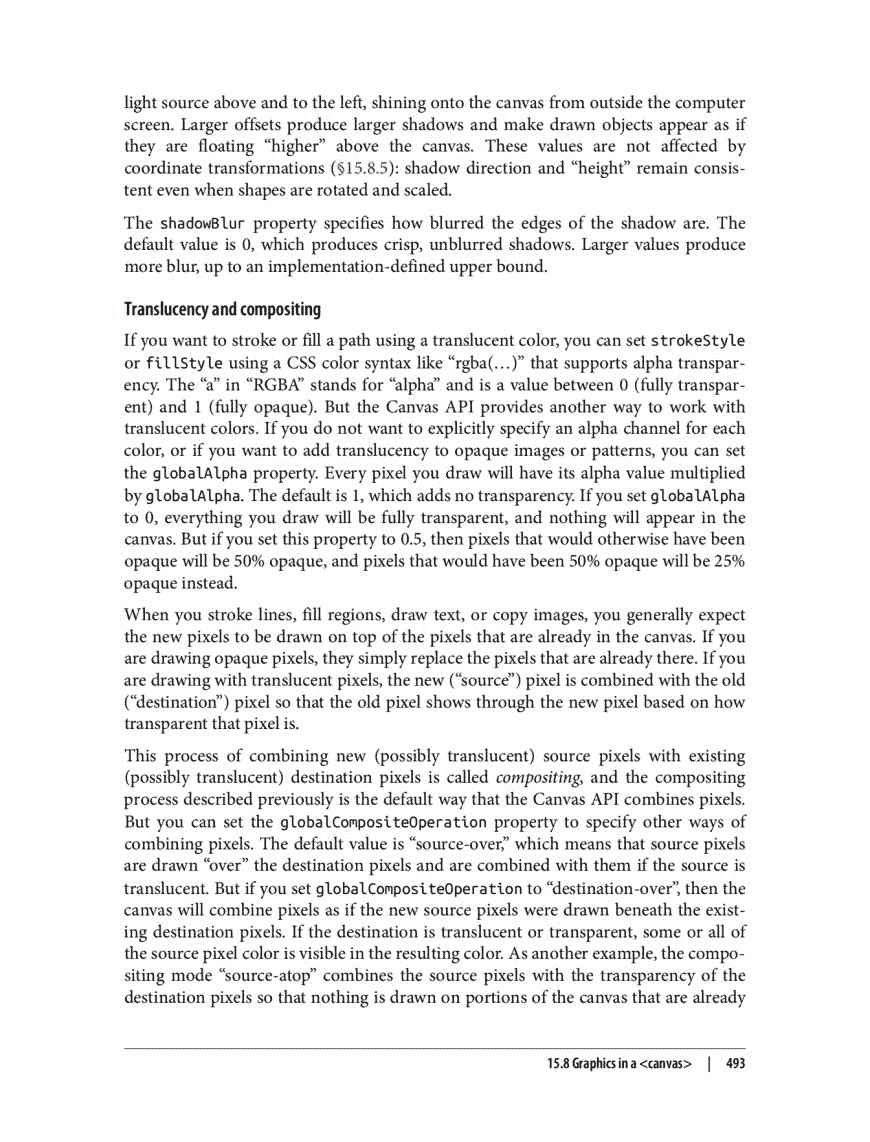 light source above and to the left, shining onto the canvas from outside the computer
screen. Larger offsets produce larger shadows and make drawn objects appear as if
they are floating “higher” above the canvas. These values are not affected by
coordinate transformations (§15.8.5): shadow direction and “height” remain consis-
tent even when shapes are rotated and scaled.
The shadowBlur property specifies how blurred the edges of the shadow are. The
default value is 0, which produces crisp, unblurred shadows. Larger values produce
more blur, up to an implementation-defined upper bound.
Translucency and compositing
If you want to stroke or fill a path using a translucent color, you can set strokeStyle
or fillStyle using a CSS color syntax like “rgba(…)” that supports alpha transpar-
ency. The “a” in “RGBA” stands for “alpha” and is a value between 0 (fully transpar-
ent) and 1 (fully opaque). But the Canvas API provides another way to work with
translucent colors. If you do not want to explicitly specify an alpha channel for each
color, or if you want to add translucency to opaque images or patterns, you can set
the globalAlpha property. Every pixel you draw will have its alpha value multiplied
by globalAlpha. The default is 1, which adds no transparency. If you set globalAlpha
to 0, everything you draw will be fully transparent, and nothing will appear in the
canvas. But if you set this property to 0.5, then pixels that would otherwise have been
opaque will be 50% opaque, and pixels that would have been 50% opaque will be 25%
opaque instead.
When you stroke lines, fill regions, draw text, or copy images, you generally expect
the new pixels to be drawn on top of the pixels that are already in the canvas. If you
are drawing opaque pixels, they simply replace the pixels that are already there. If you
are drawing with translucent pixels, the new (“source”) pixel is combined with the old
(“destination”) pixel so that the old pixel shows through the new pixel based on how
transparent that pixel is.
This process of combining new (possibly translucent) source pixels with existing
(possibly translucent) destination pixels is called compositing, and the compositing
process described previously is the default way that the Canvas API combines pixels.
But you can set the globalCompositeOperation property to specify other ways of
combining pixels. The default value is “source-over,” which means that source pixels
are drawn “over” the destination pixels and are combined with them if the source is
translucent. But if you set globalCompositeOperation to “destination-over”, then the
canvas will combine pixels as if the new source pixels were drawn beneath the exist-
ing destination pixels. If the destination is translucent or transparent, some or all of
the source pixel color is visible in the resulting color. As another example, the compo-
siting mode “source-atop” combines the source pixels with the transparency of the
destination pixels so that nothing is drawn on portions of the canvas that are already
15.8 Graphics in a <canvas> | 493